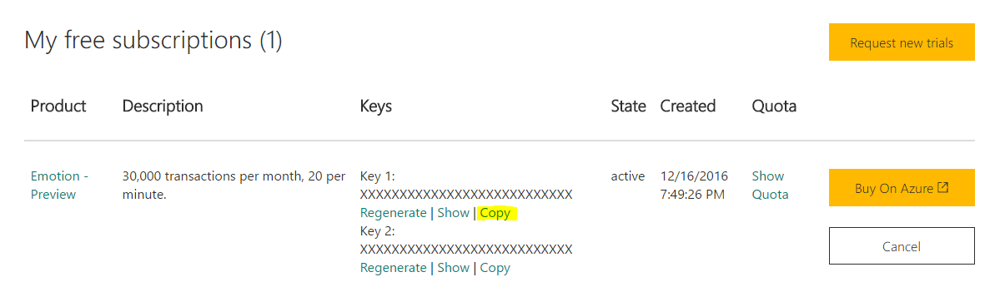 My free subscriptions (1)
Request new trials
Product Description Keys State Created Quota
Emotion - Preview
30,000 transactions per month, 20 per minute.
Key 1:
XXXXXXXXXXXXXXXXXXXXXXXXXXX
Regenerate | Show | Copy
Key 2:
XXXXXXXXXXXXXXXXXXXXXXXXXXX
Regenerate | Show | Copy
active
12/16/2016
7:49:26 PM
Show
Quota
Buy On Azure
Cancel